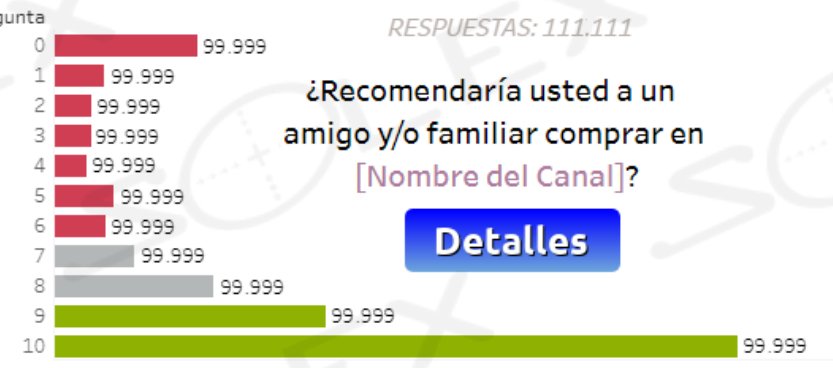 gunta
RESPUESTAS: 111.111
0 99.999
1 99.999
2 99.999
3 99.999
4 99.999
5 99.999
6 99.999
7 99.999
8 99.999
9 99.999
10 99.999
¿Recomendaría usted a un
amigo y/o familiar comprar en
[Nombre del Canal]?
Detalles
SOLEX